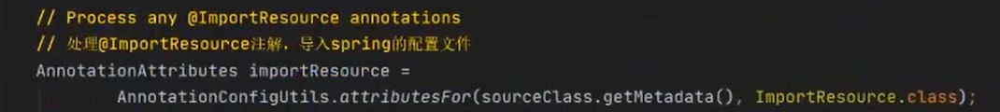 // Process any @ImportResource annotations
// 处理@ImportResource注解，导入spring的配置文件
AnnotationAttributes importResource =
AnnotationConfigUtils.attributesFor(sourceClass.getMetadata(), ImportResource.class);